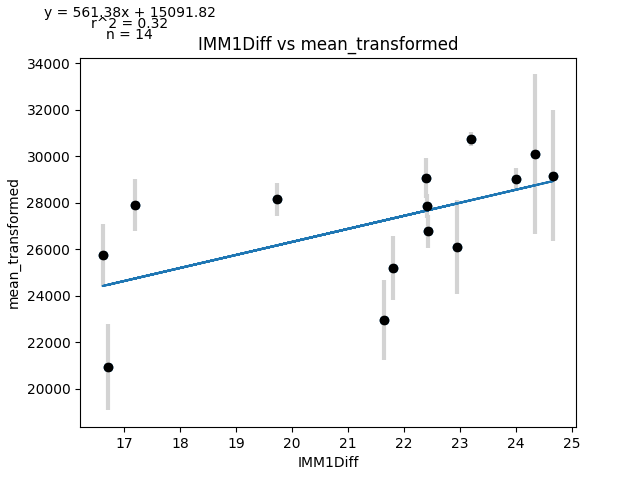 y = 561.38x + 15091.82
r^2 = 0.32
n = 14
IMM1Diff vs mean_transformed
34000
32000
30000
28000
26000
24000
22000
20000
mean_transformed
17 18 19 20 21 22 23 24 25
IMM1Diff